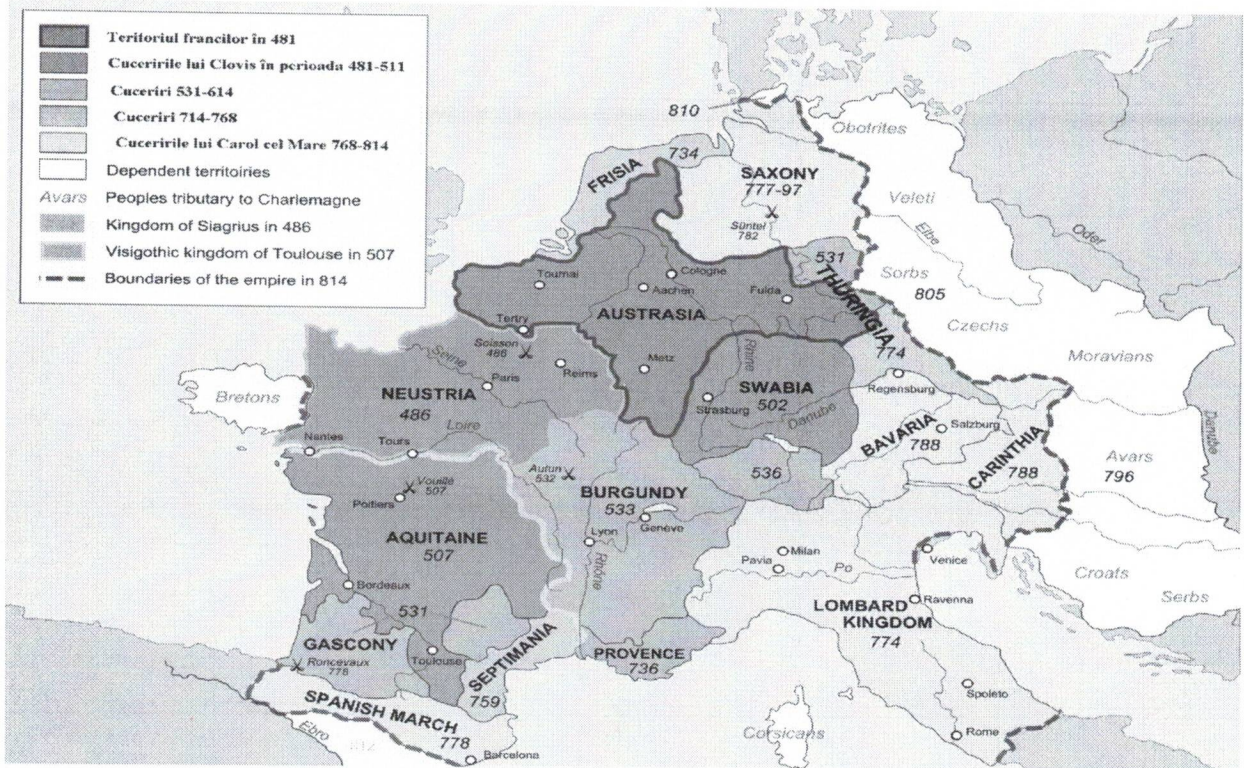 Teritoriul francilor în 481
Cuceririle lui Clovis în perioada 481-511
Cuceriri 531-614
Cuceriri 714-768
Cuceririle lui Carol cel Mare 768-814
Dependent territoiries
Avars Peoples tributary to Charlemagne
Kingdom of Siagrius in 486
Visigothic kingdom of Toulouse in 507
Boundaries of the empire in 814
810
Obotrites
734
FRISIA
SAXONY
777-97
Veleti
Süntel
782
Elbe
Oder
531
THURINGIA
Sorbs
805
Tournai
Cologne
Aachen
Fulda
AUSTRASIA
Czechs
Tertry
Soisson
486
Moravians
774
Seine
Reims
Metz
Rhine
Regensburg
Paris
SWABIA
502
Bretons
NEUSTRIA
486
Strasburg
Danube
Danube
Loire
Salzburg
BAVARIA
788
Nantes
Tours
CARINTHIA
788
Avars
796
Autun
532
536
Vouillé
507
Poitiers
BURGUNDY
533
Genève
AQUITAINE
507
Lyon
Rhône
Milan
Pavia
Po
Venice
Croats
Bordeaux
Serbs
531
LOMBARD
KINGDOM
774
Ravenna
GASCONY
Toulouse
Roncevaux
778
SEPTIMANIA
759
PROVENCE
736
Spoleto
SPANISH MARCH
778
Ebro
812
Barcelona
Corsicans
Rome